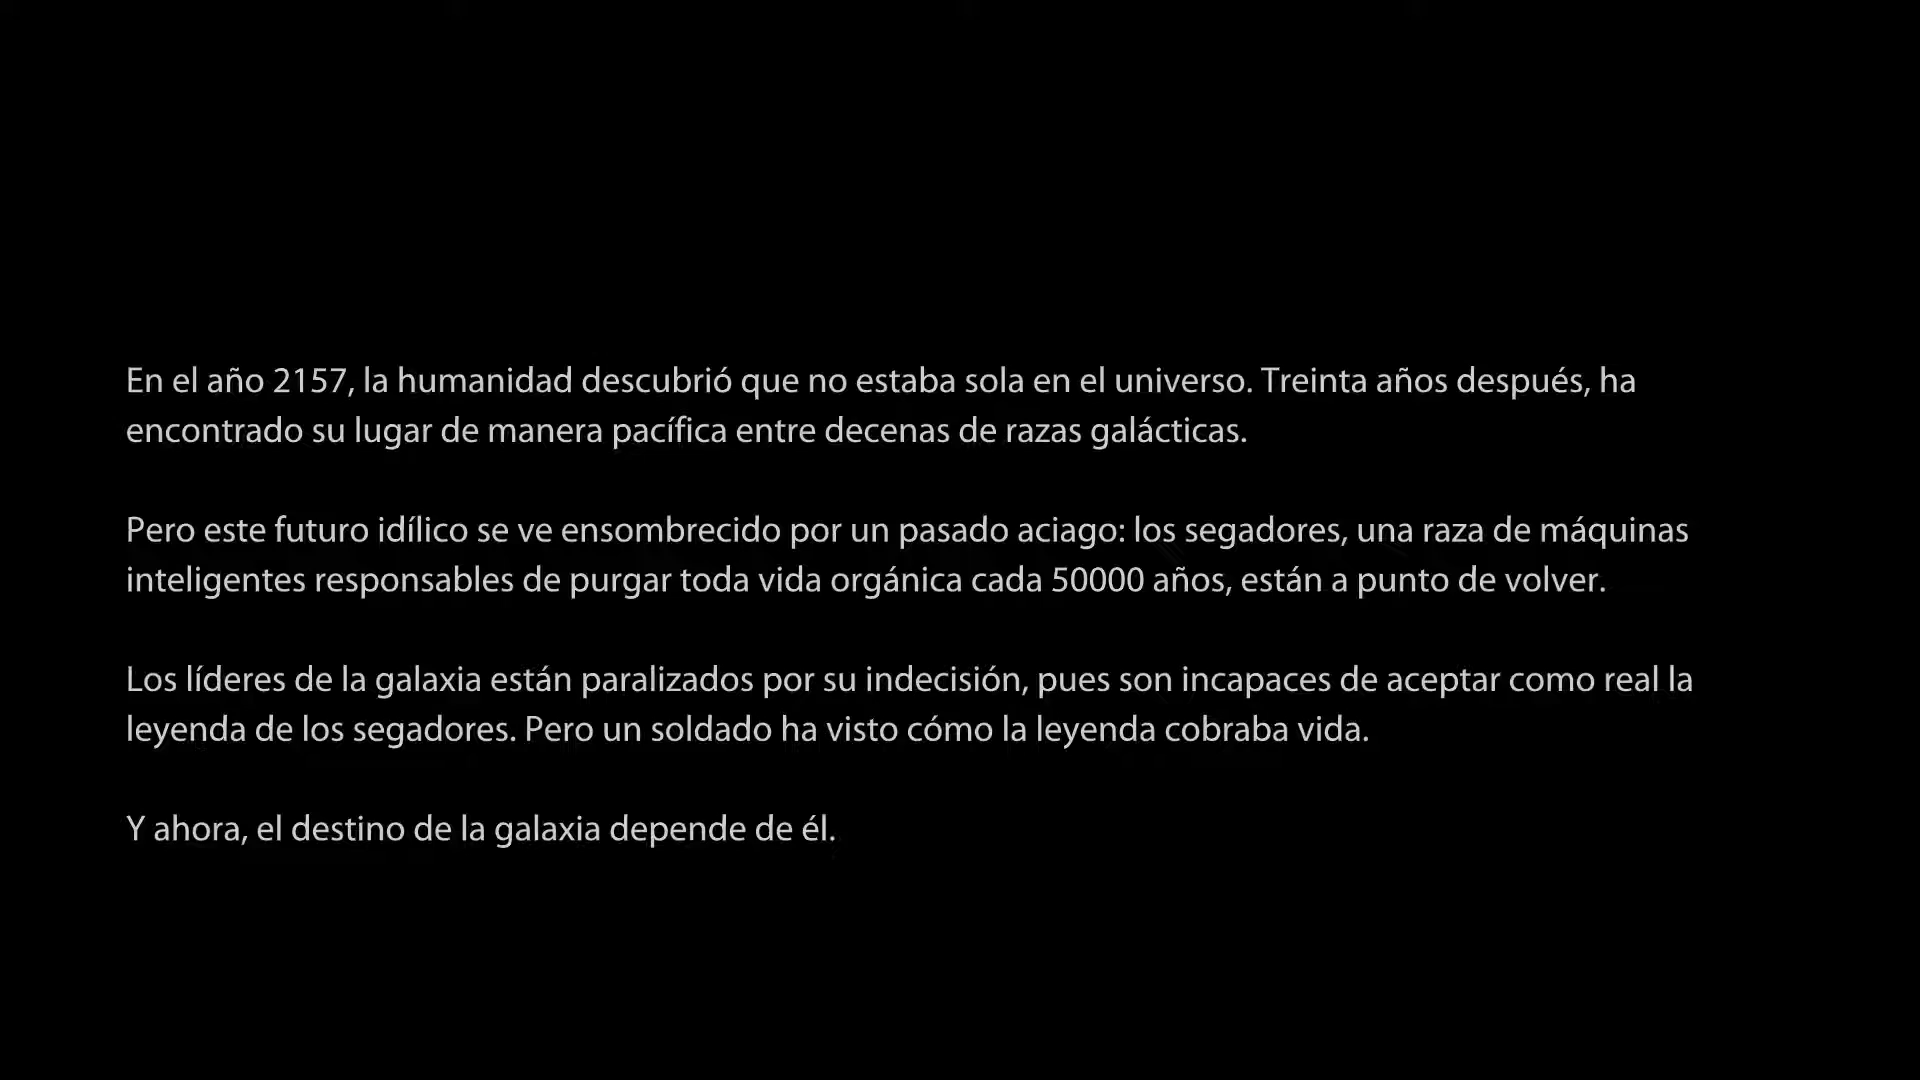 En el año 2157, la humanidad descubrió que no estaba sola en el universo. Treinta años después, ha
encontrado su lugar de manera pacífica entre decenas de razas galácticas.
Pero este futuro idílico se ve ensombrecido por un pasado aciago: los segadores, una raza de máquinas
inteligentes responsables de purgar toda vida orgánica cada 50000 años, están a punto de volver.
Los líderes de la galaxia están paralizados por su indecisión, pues son incapaces de aceptar como real la
leyenda de los segadores. Pero un soldado ha visto cómo la leyenda cobraba vida.
Y ahora, el destino de la galaxia depende de él.